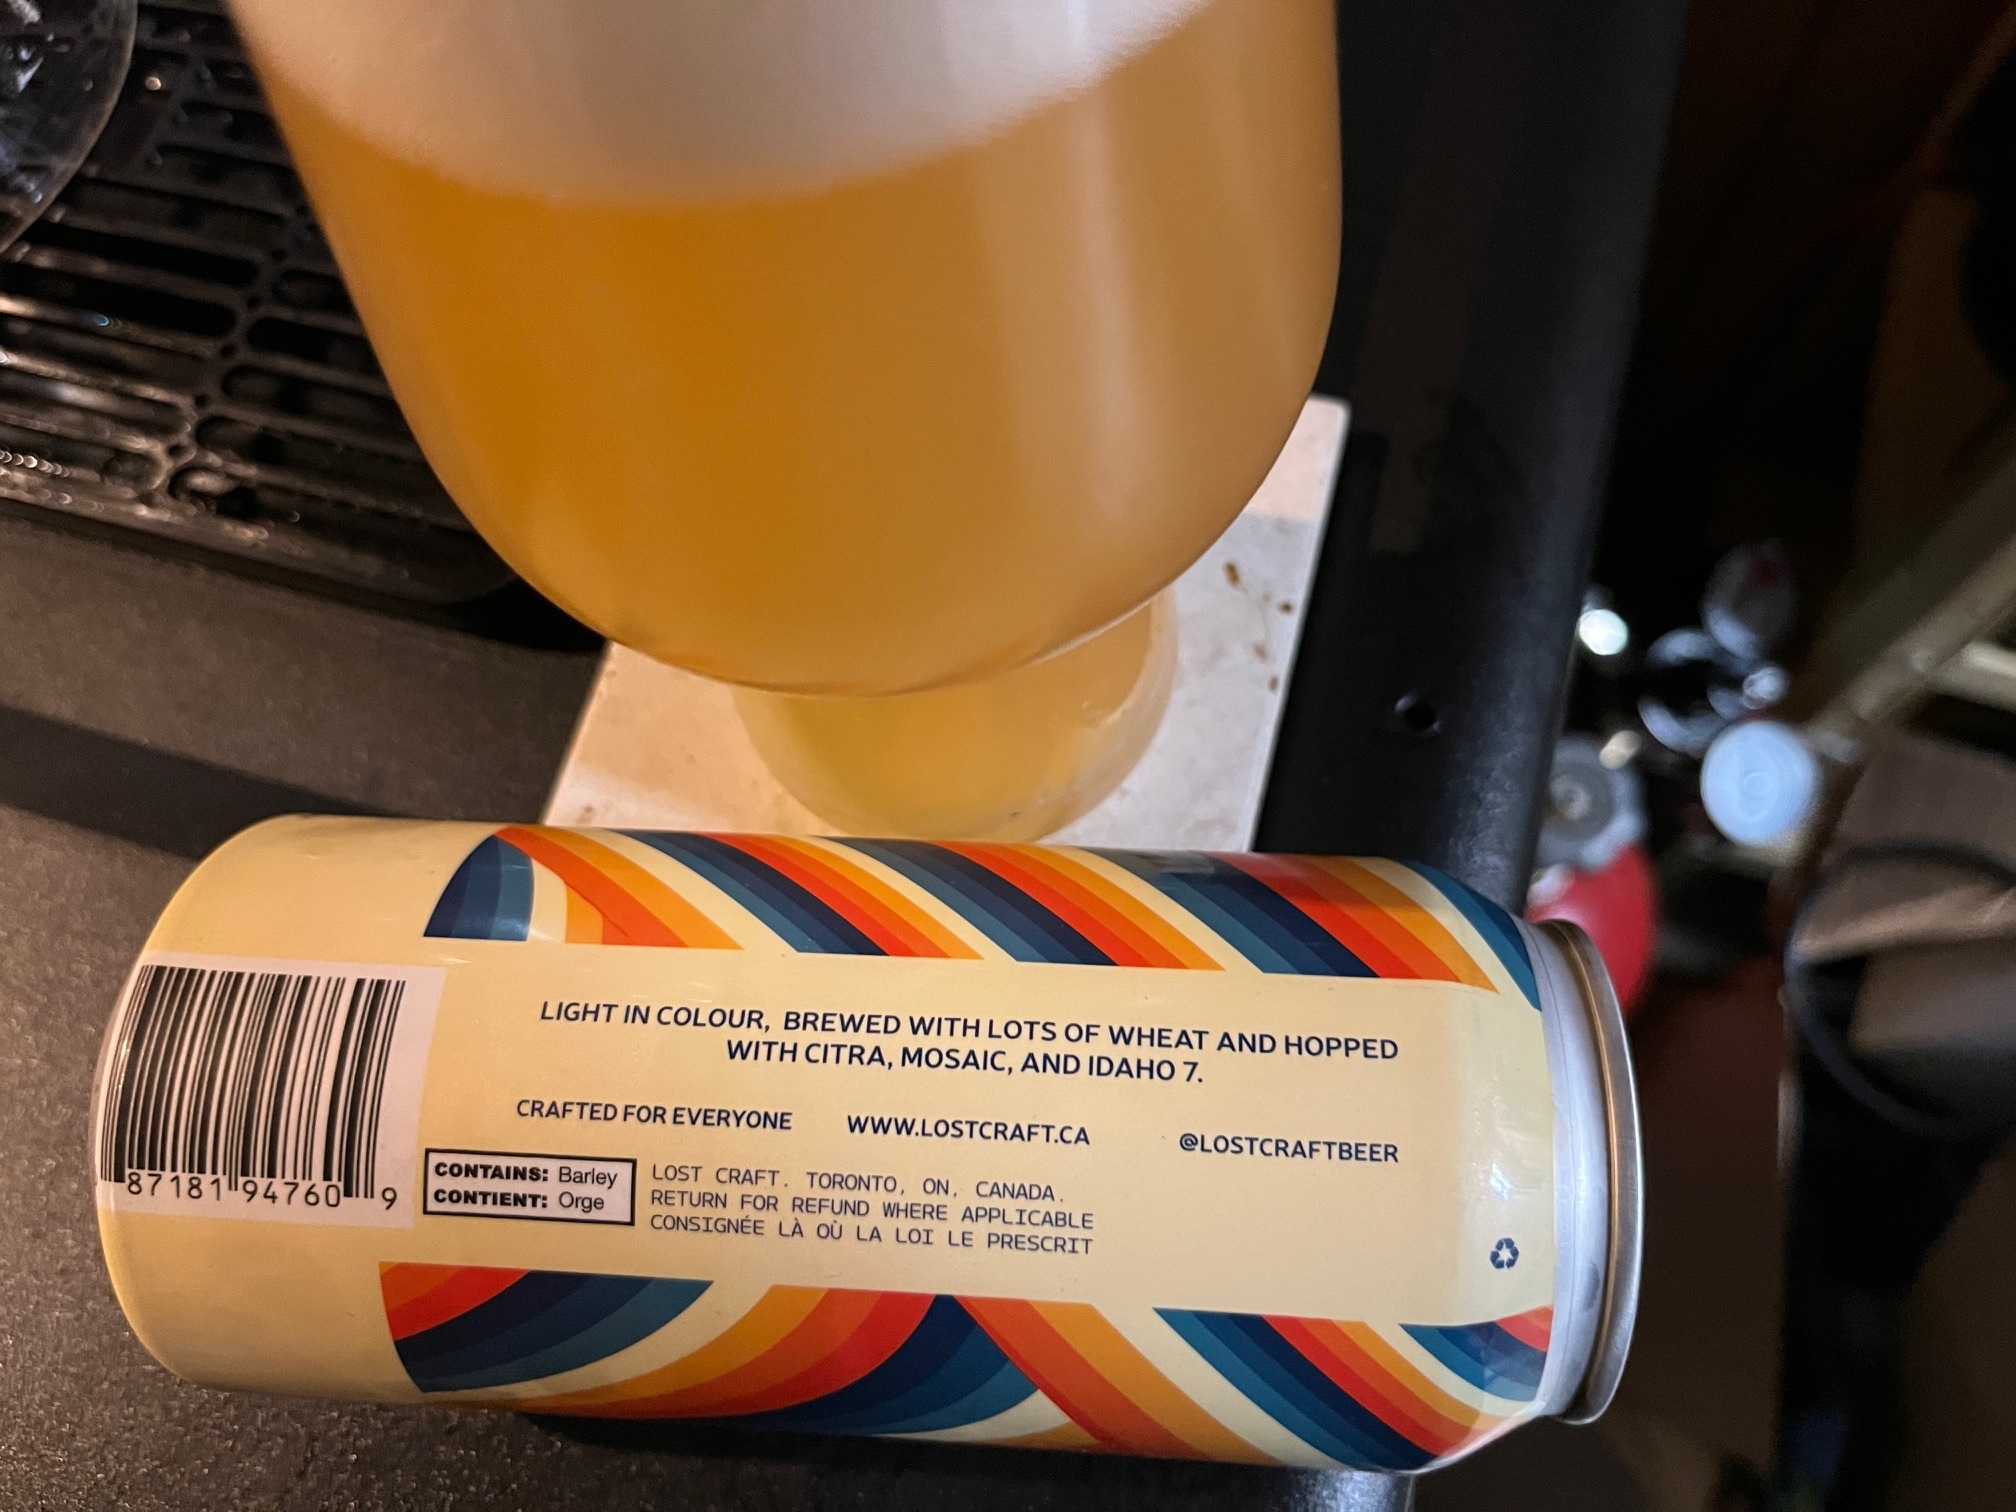 LIGHT IN COLOUR, BREWED WITH LOTS OF WHEAT AND HOPPED
WITH CITRA, MOSAIC, AND IDAHO 7.
CRAFTED FOR EVERYONE WWW.LOSTCRAFT.CA @LOSTCRAFTBEER
CONTAINS: Barley
CONTIENT: Orge
LOST CRAFT. TORONTO, ON, CANADA.
RETURN FOR REFUND WHERE APPLICABLE
CONSIGNÉE LÀ OÙ LA LOI LE PRESCRIT
87181 94760 9